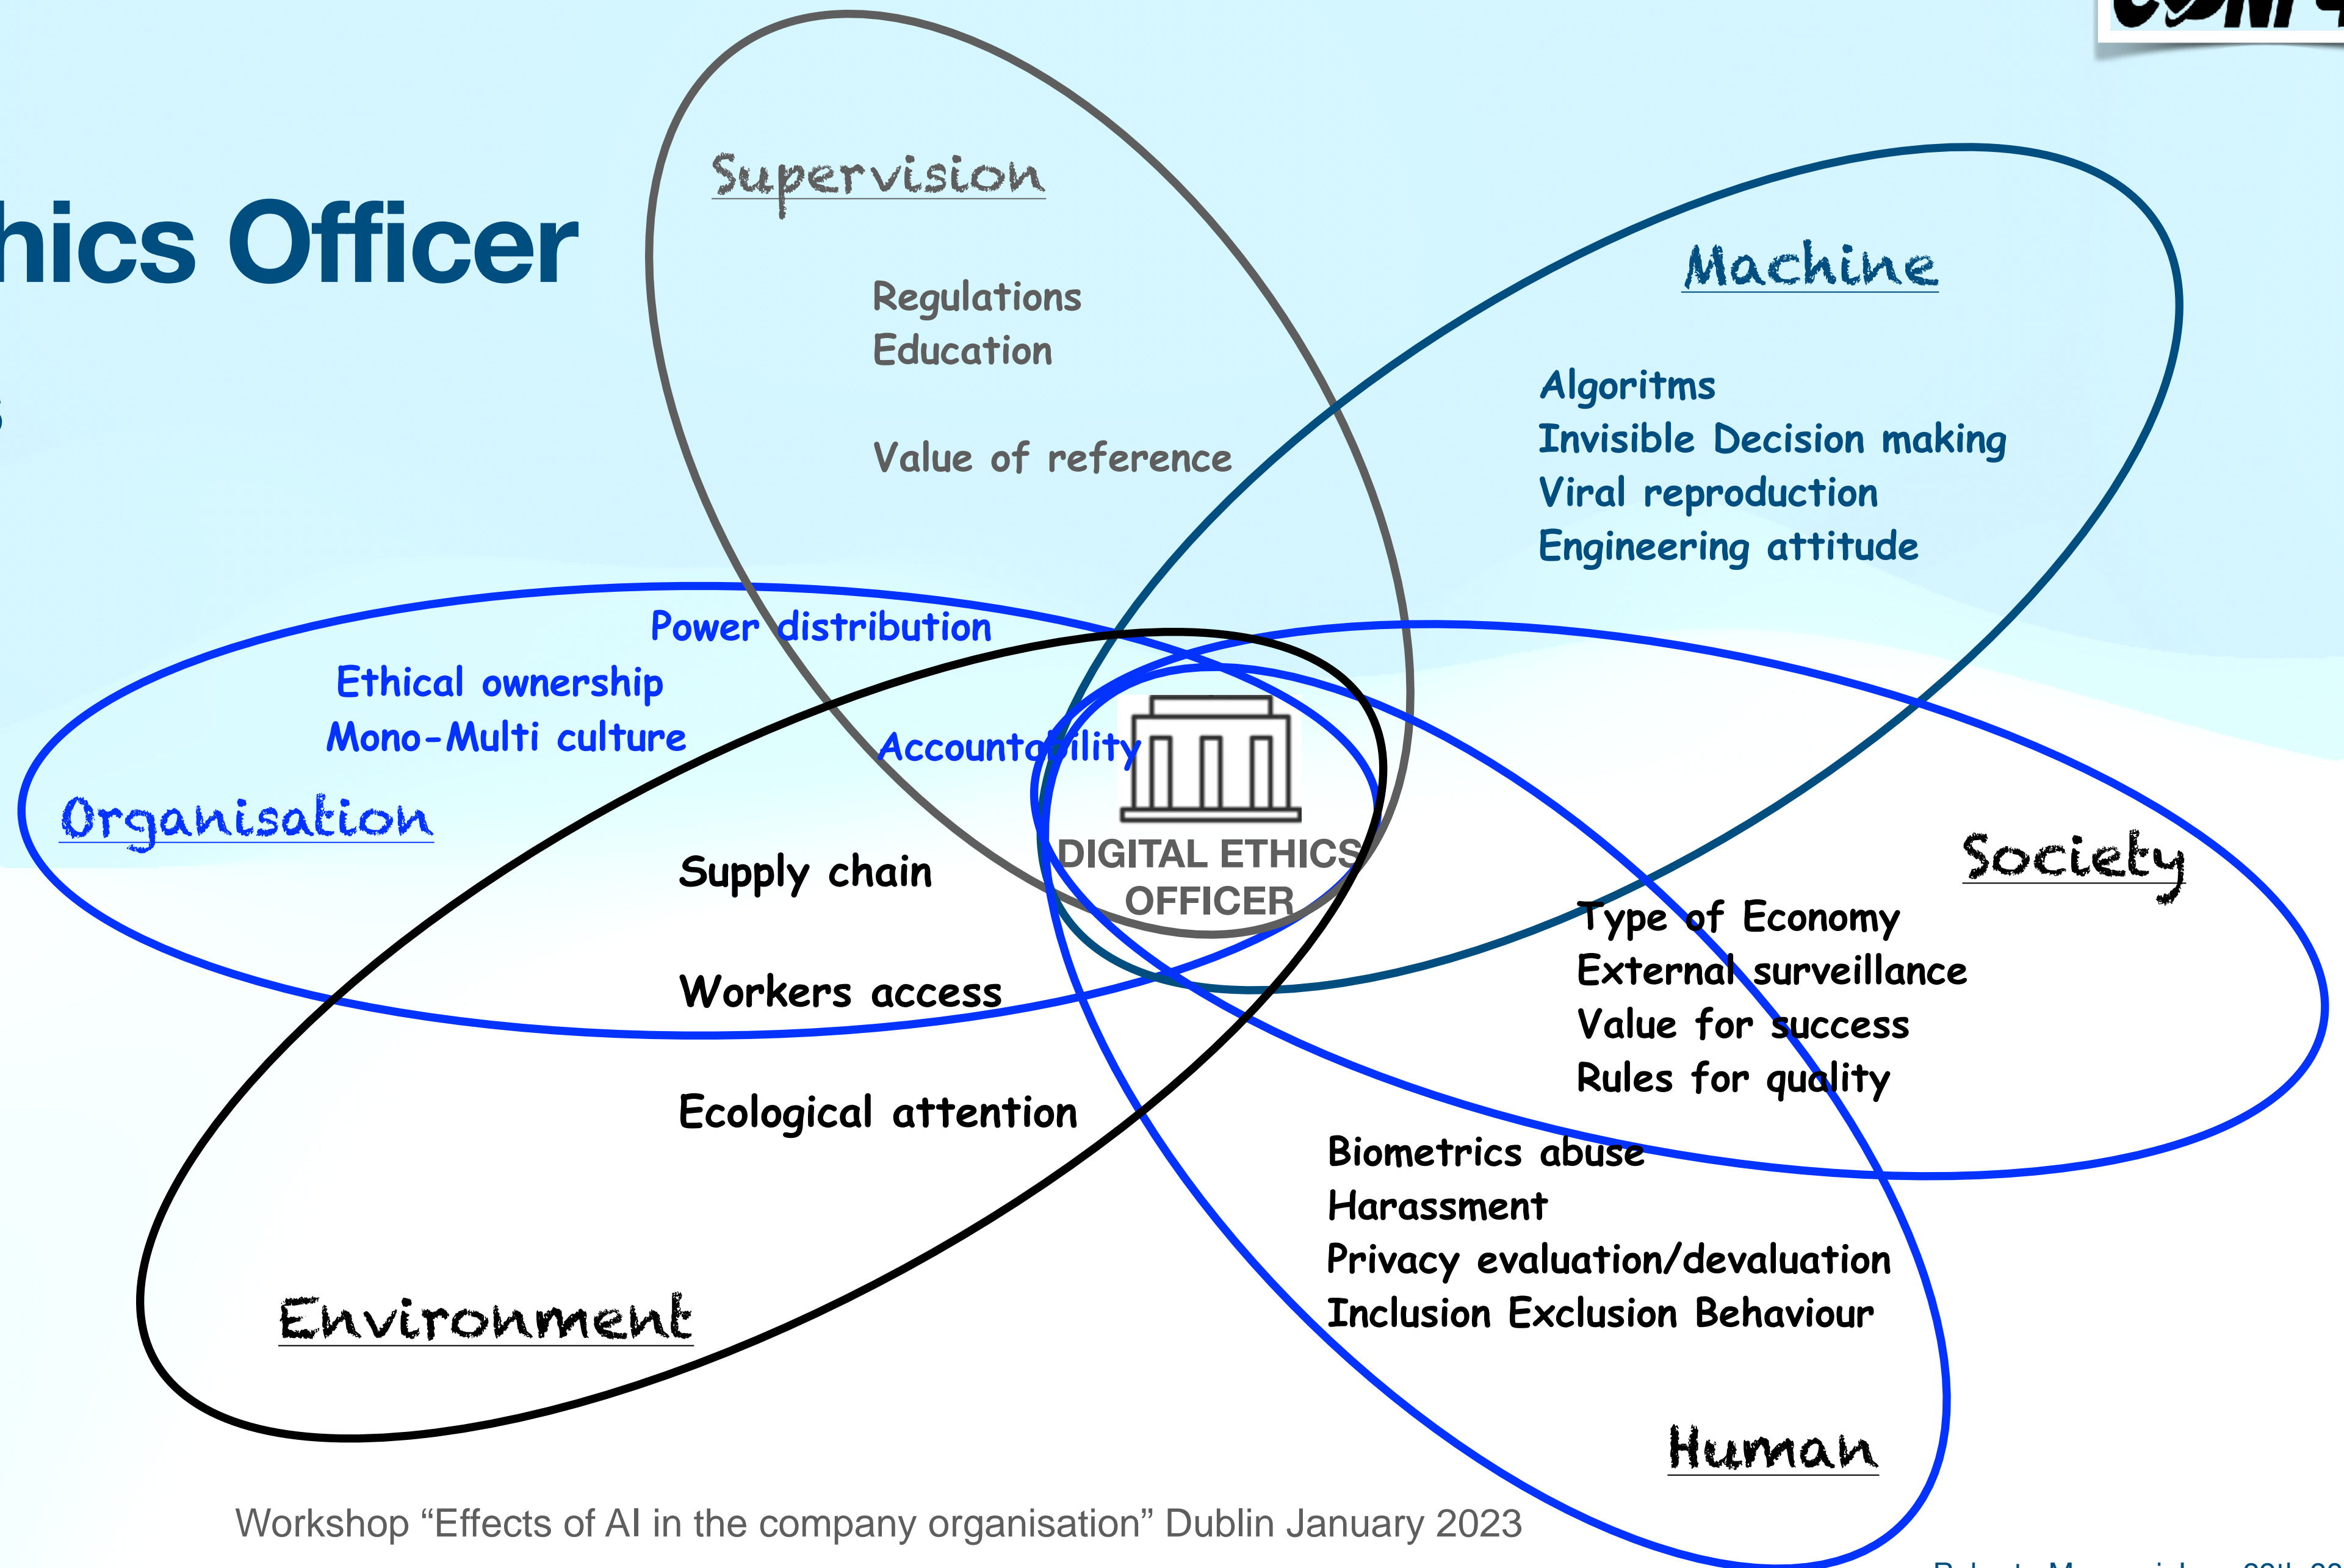 Officer
Supervision
Regulations
Education
Value of reference
Machine
Algoritms
Invisible Decision making
Viral reproduction
Engineering attitude
Power distribution
Ethical ownership
Mono-Multi culture
Accountability
Organisation
DIGITAL ETHICS
OFFICER
Supply chain
Workers access
Ecological attention
Environment
Society
Type of Economy
External surveillance
Value for success
Rules for quality
Biometrics abuse
Harassment
Privacy evaluation/devaluation
Inclusion Exclusion Behaviour
Human
Workshop “Effects of AI in the company organisation” Dublin January 2023